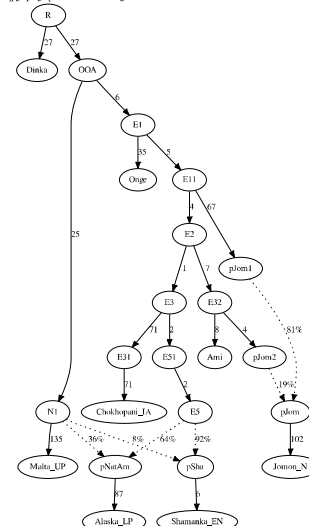 R
27 27
Dinka OOA
6
E1
35 5
Onge E11
4 67
E2
25
pJom1
1 7
E3 E32
71 2 8 4 81%
E31 E51 Ami pJom2
71 2 19%
N1 Chokhopani_IA E5 pJom
135 36% 8% 64% 92% 102
Malta_UP pNatAm pSha Jomon_N
87 6
Alaska_LP Shamanka_EN